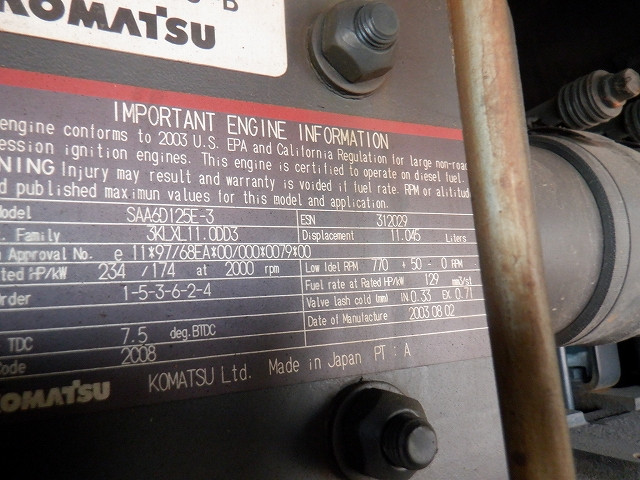 B
KOMATSU
IMPORTANT ENGINE INFORMATION
engine conforms to 2003 U.S. EPA and California Regulation for large non-road
ession ignition engines. This engine is certified to operate on diesel fuel.
NING Injury may result and warranty is voided if fuel rate. RPM or altitud
d published maximun values for this model and application.
Model SAA6D125E-3 ESN 312029
. Family 3KLXL11.0DD3 Displacement 11.045 Liters
Approval No. e 11*97/68EA*00/000*0079*00
ted HP/kW 234 /174 at 2000 rpm Low Idel RPM 770 + 50 - 0 RPM
Order 1-5-3-6-2-4 Fuel rate at Rated HP/kW 129 mm3/st
Valve lash cold (mm) IN 0.33 EX 0.71
TDC 7.5 deg.BTDC Date of Manufacture 2003.08.02
Code 2008
KOMATSU KOMATSU Ltd. Made in Japan PT : A